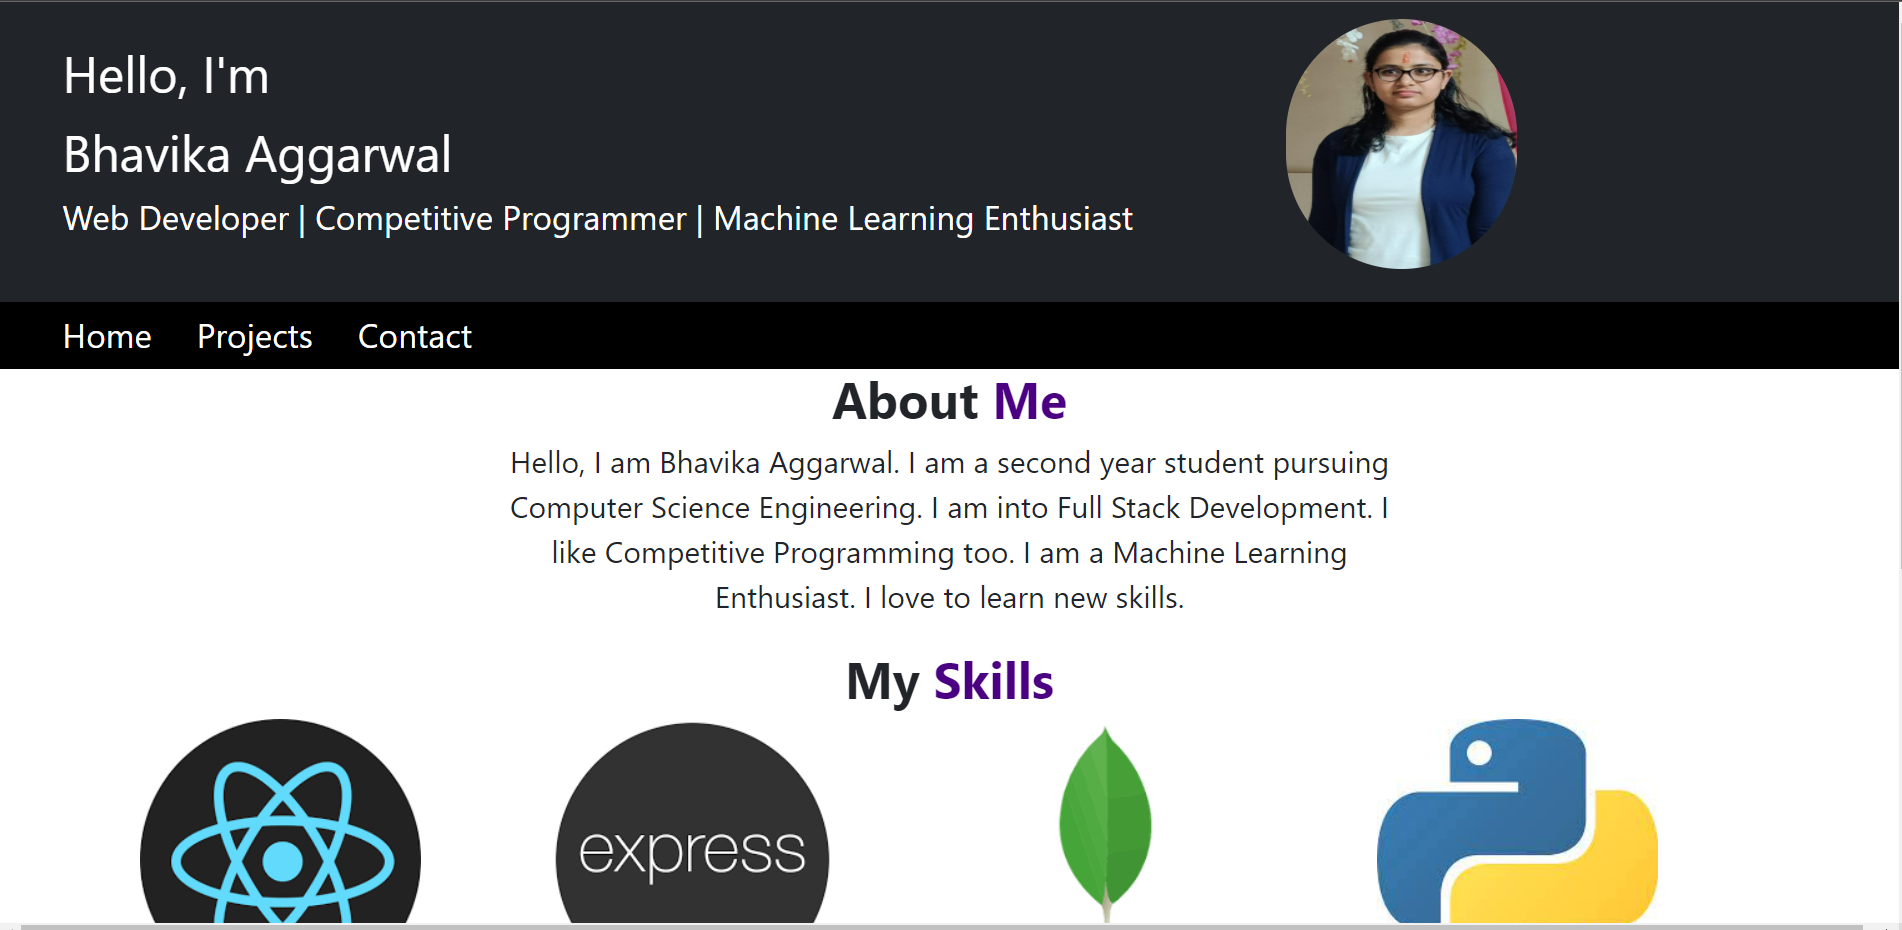 Hello, I'm
Bhavika Aggarwal
Web Developer | Competitive Programmer | Machine Learning Enthusiast
Home Projects Contact
About Me
Hello, I am Bhavika Aggarwal. I am a second year student pursuing
Computer Science Engineering. I am into Full Stack Development. I
like Competitive Programming too. I am a Machine Learning
Enthusiast. I love to learn new skills.
My Skills
express